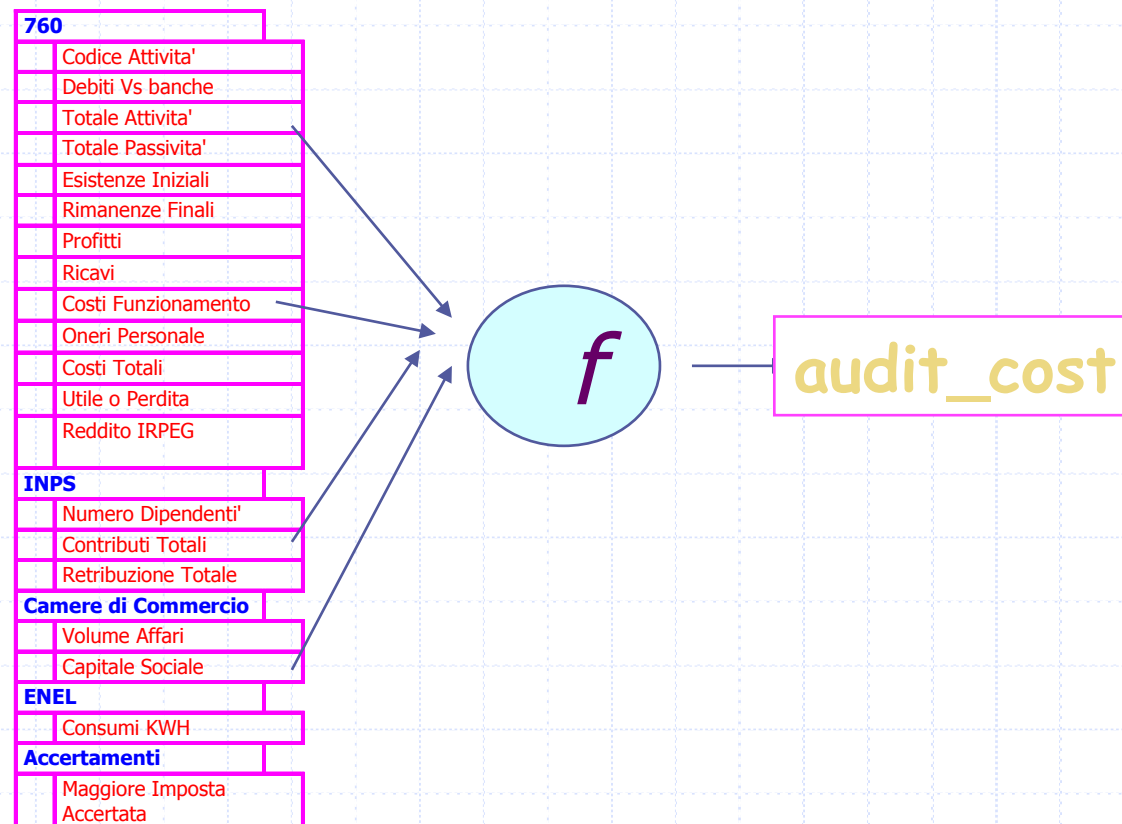 760
Codice Attivita'
Debiti Vs banche
Totale Attivita'
Totale Passivita'
Esistenze Iniziali
Rimanenze Finali
Profitti
Ricavi
Costi Funzionamento
Oneri Personale
Costi Totali
Utile o Perdita
Reddito IRPEG
INPS
Numero Dipendenti'
Contributi Totali
Retribuzione Totale
Camere di Commercio
Volume Affari
Capitale Sociale
ENEL
Consumi KWH
Accertamenti
Maggiore Imposta
Accertata
f
audit_cost